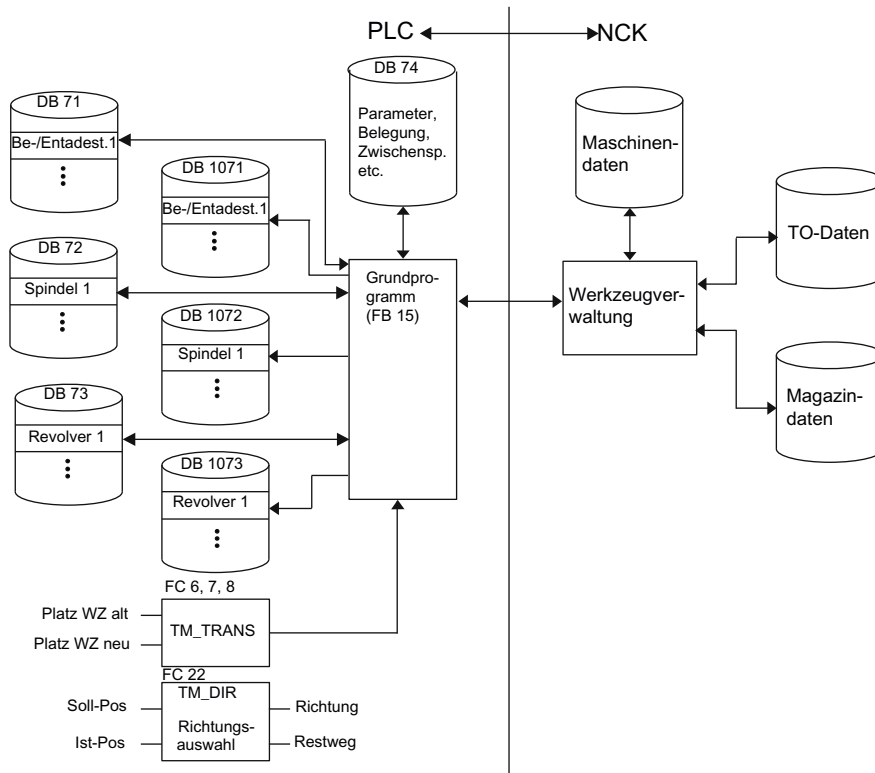 PLC
NCK
DB 74
Parameter,
Belegung,
Zwischensp.
etc.
DB 71
Be-/Entadest.1
DB 1071
Be-/Entadest.1
DB 72
Spindel 1
DB 1072
Spindel 1
DB 73
Revolver 1
DB 1073
Revolver 1
Grundpro-
gramm
(FB 15)
Maschinen-
daten
TO-Daten
Werkzeugver-
waltung
Magazin-
daten
FC 6, 7, 8
Platz WZ alt
Platz WZ neu
TM_TRANS
FC 22
TM_DIR
Soll-Pos
Richtung
Richtungs-
auswahl
Ist-Pos
Restweg